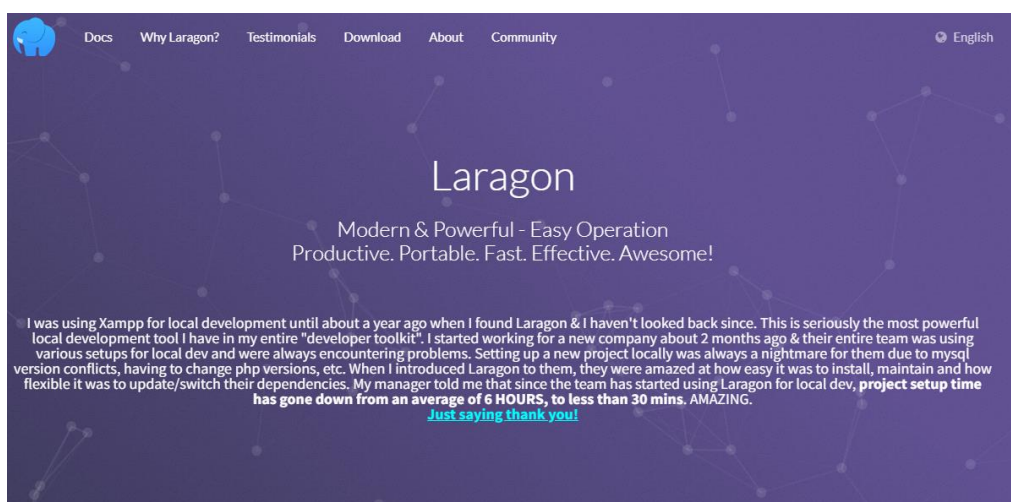 Docs Why Laragon? Testimonials Download About Community English
Laragon
Modern & Powerful - Easy Operation
Productive. Portable. Fast. Effective. Awesome!
I was using Xampp for local development until about a year ago when I found Laragon & I haven't looked back since. This is seriously the most powerful
local development tool I have in my entire "developer toolkit". I started working for a new company about 2 months ago & their entire team was using
various setups for local dev and were always encountering problems. Setting up a new project locally was always a nightmare for them due to mysql
version conflicts, having to change php versions, etc. When I introduced Laragon to them, they were amazed at how easy it was to install, maintain and how
flexible it was to update/switch their dependencies. My manager told me that since the team has started using Laragon for local dev, project setup time
has gone down from an average of 6 HOURS, to less than 30 mins. AMAZING.
Just saying thank you!